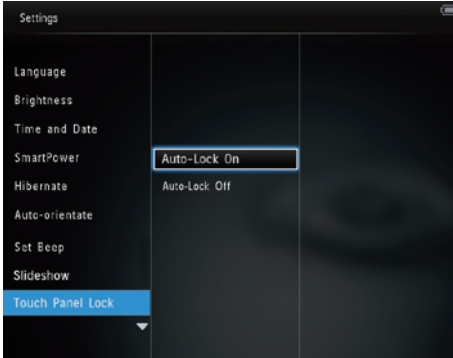 Settings
Language
Brightness
Time and Date
SmartPower
Auto-Lock On
Hibernate
Auto-Lock Off
Auto-orientate
Set Beep
Slideshow
Touch Panel Lock